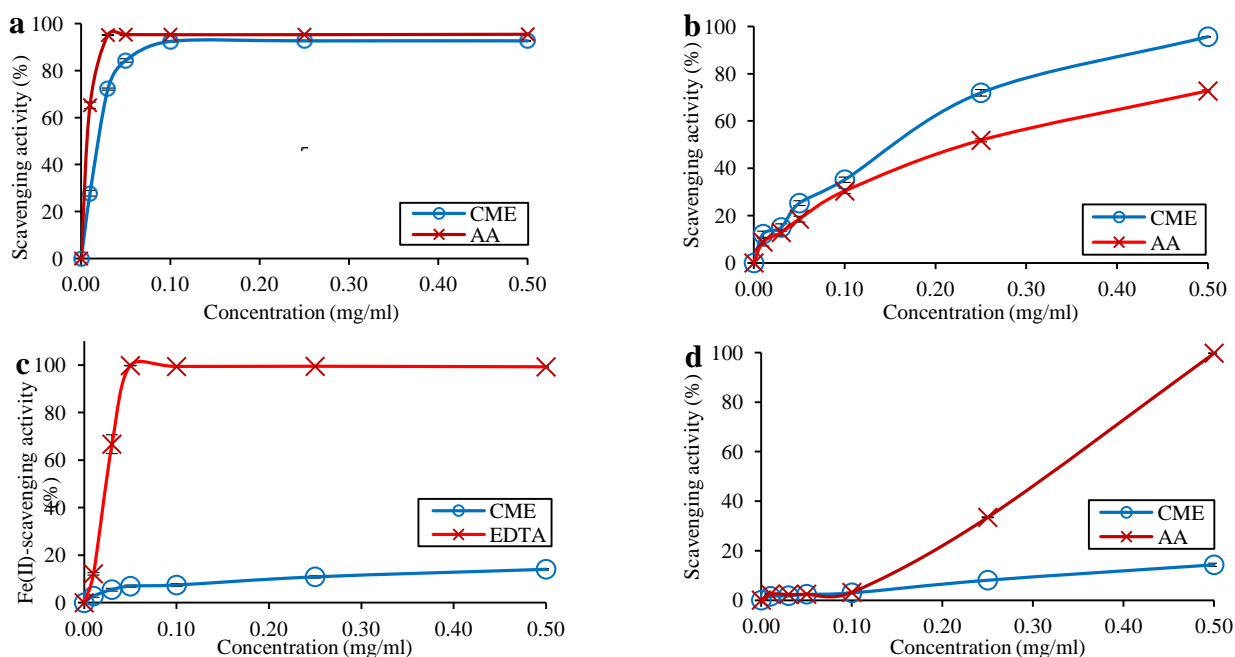 a
Scavenging activity (%)
100
80
60
40
20
0
CME
AA
0.00 0.10 0.20 0.30 0.40 0.50
Concentration (mg/ml)
b
Scavenging activity (%)
100
80
60
40
20
0
CME
AA
0.00 0.10 0.20 0.30 0.40 0.50
Concentration (mg/ml)
c
Fe(II)-scavenging activity
(%)
100
80
60
40
20
0
CME
EDTA
0.00 0.10 0.20 0.30 0.40 0.50
Concentration (mg/ml)
d
Scavenging activity (%)
100
80
60
40
20
0
CME
AA
0.00 0.10 0.20 0.30 0.40 0.50
Concentration (mg/ml)